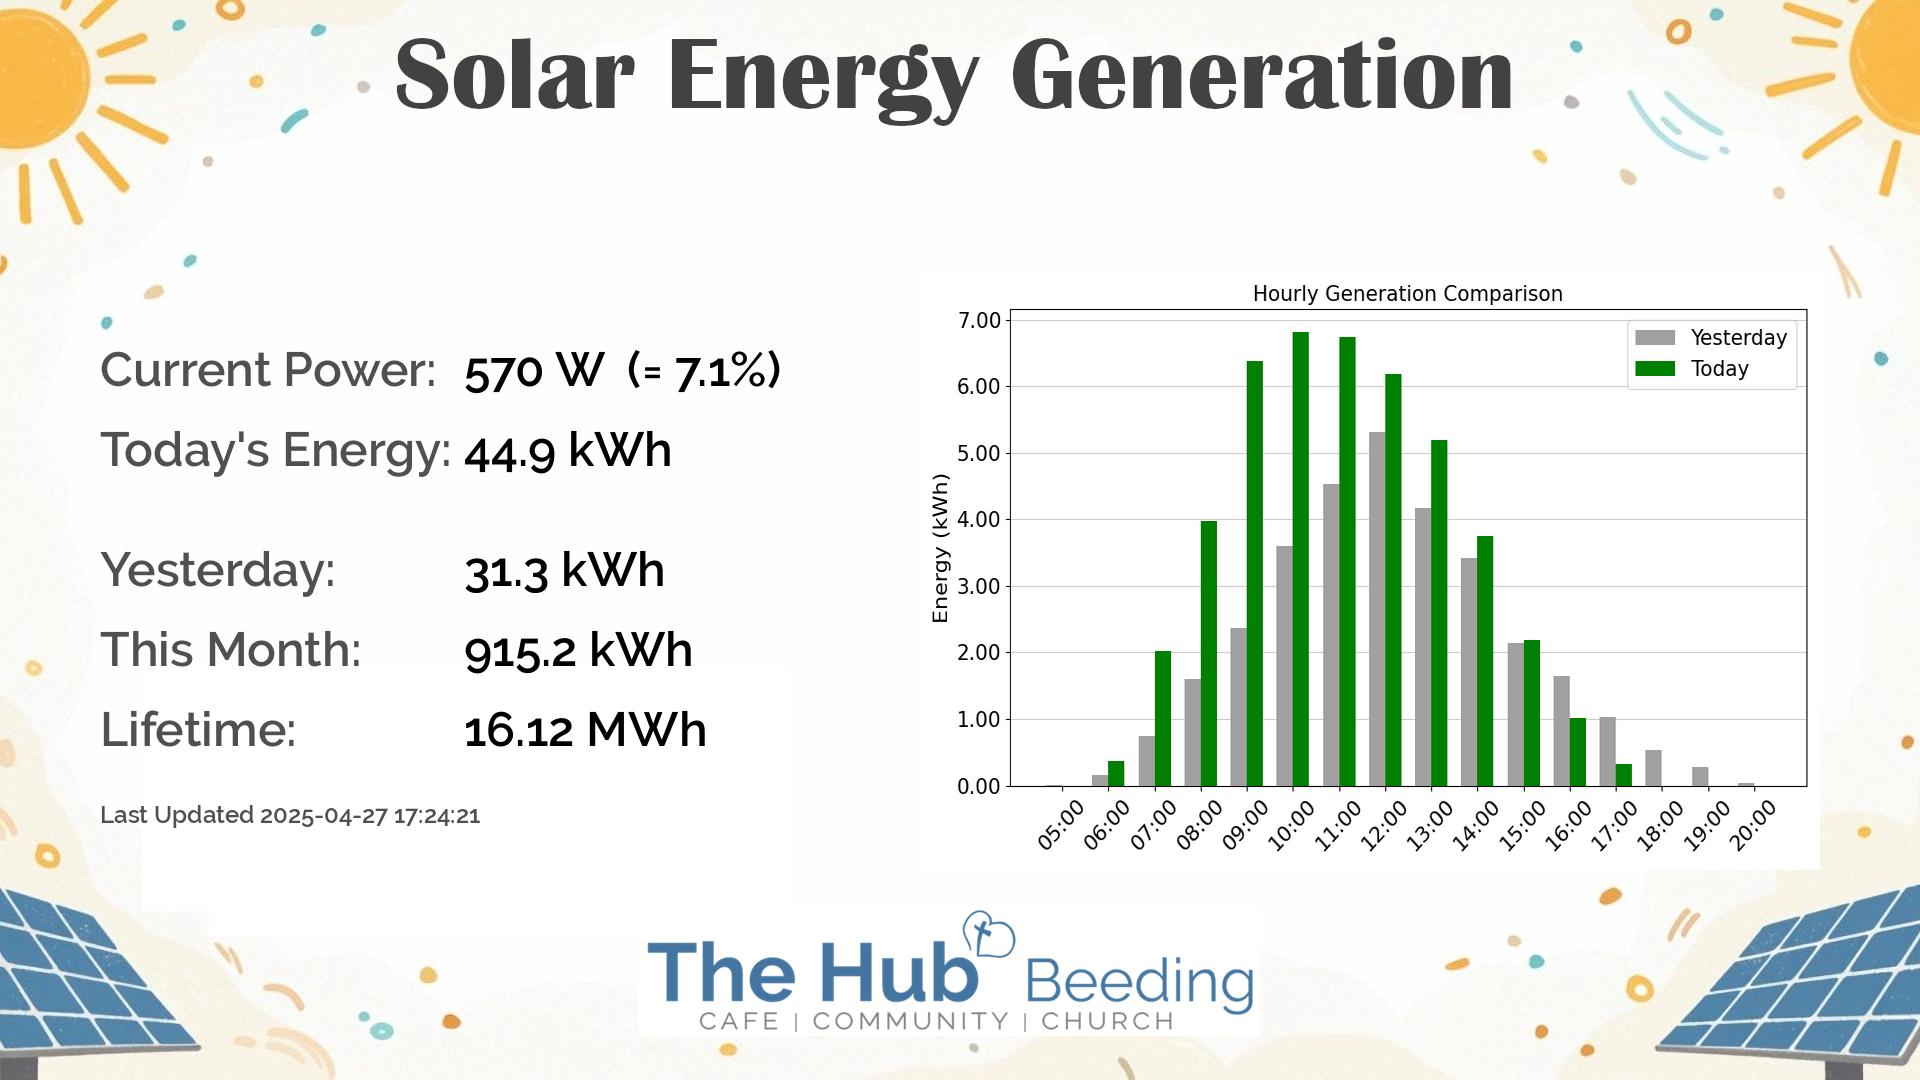 Solar Energy Generation
Current Power: 570 W (= 7.1%)
Today's Energy: 44.9 kWh
Yesterday: 31.3 kWh
This Month: 915.2 kWh
Lifetime: 16.12 MWh
Last Updated 2025-04-27 17:24:21
Hourly Generation Comparison
Yesterday
Today
Energy (kWh)
7.00
6.00
5.00
4.00
3.00
2.00
1.00
0.00
05:00 06:00 07:00 08:00 09:00 10:00 11:00 12:00 13:00 14:00 15:00 16:00 17:00 18:00 19:00 20:00
The Hub Beeding
CAFE | COMMUNITY | CHURCH